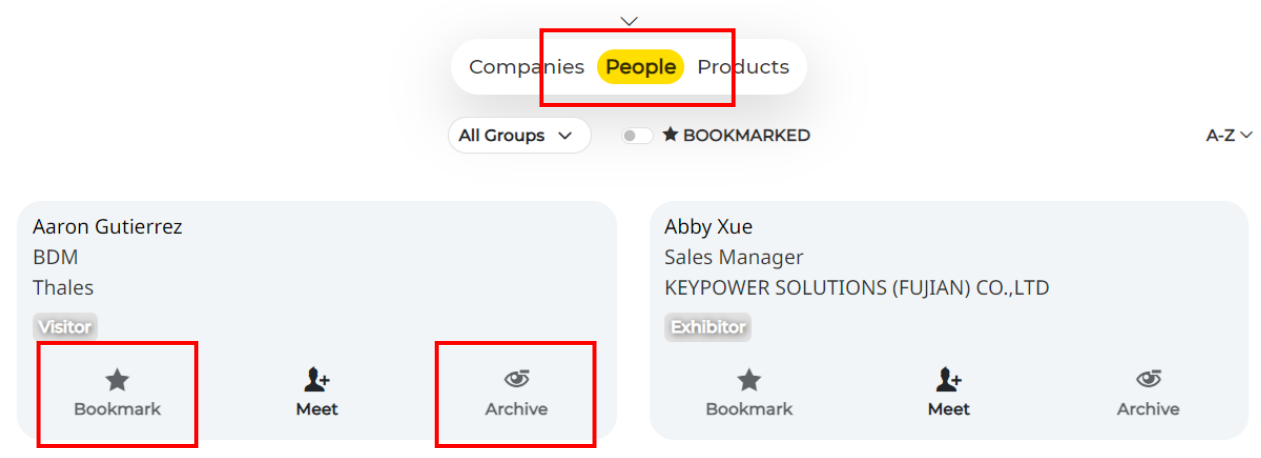 Companies People Products
All Groups BOOKMARKED A-Z
Aaron Gutierrez
BDM
Thales
Visitor
Bookmark Meet Archive
Abby Xue
Sales Manager
KEYPOWER SOLUTIONS (FUJIAN) CO.,LTD
Exhibitor
Bookmark Meet Archive